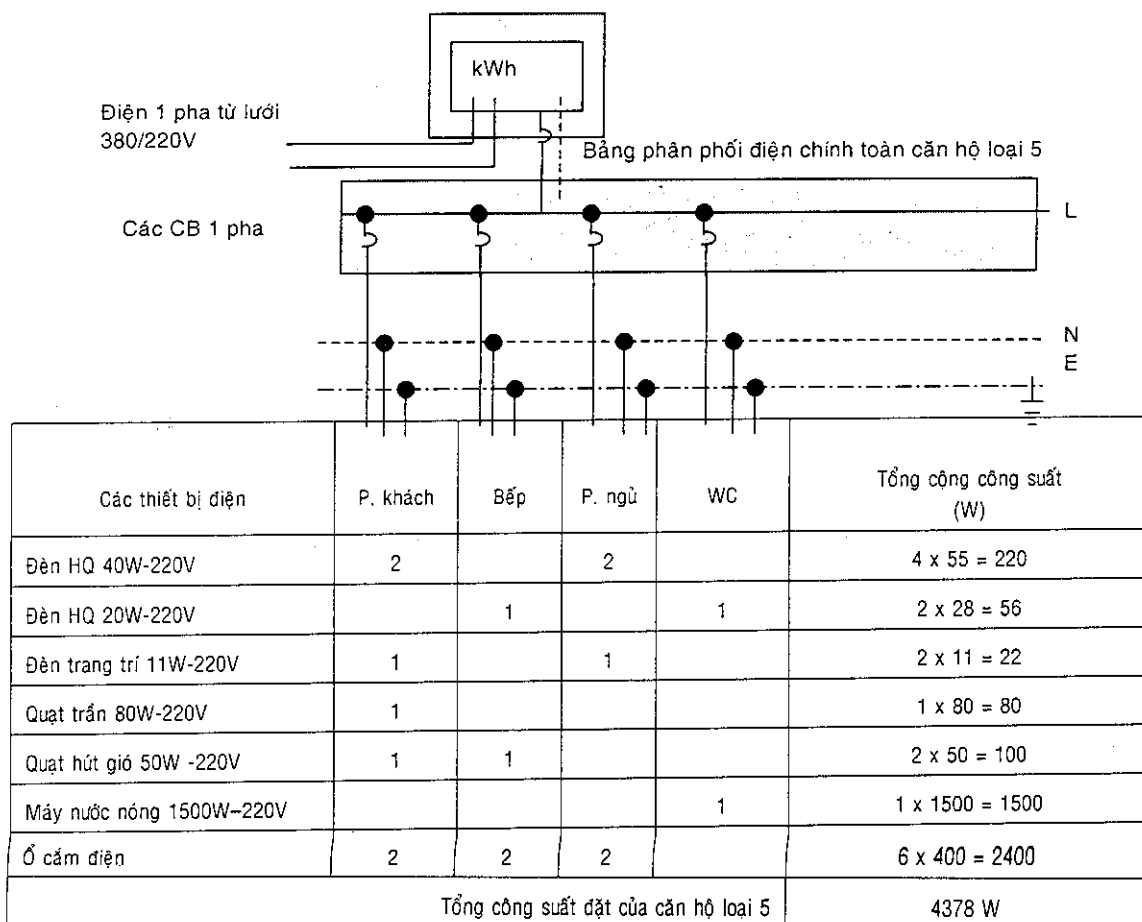 kWh
Điện 1 pha từ lưới
380/220V
Bảng phân phối điện chính toàn căn hộ loại 5
L
Các CB 1 pha
N
E
Các thiết bị điện P. khách Bếp P. ngủ WC Tổng cộng công suất
(W)
Đèn HQ 40W-220V 2 2 4 x 55 = 220
Đèn HQ 20W-220V 1 1 2 x 28 = 56
Đèn trang trí 11W-220V 1 1 2 x 11 = 22
Quạt trần 80W-220V 1 1 x 80 = 80
Quạt hút gió 50W -220V 1 1 2 x 50 = 100
Máy nước nóng 1500W-220V 1 1 x 1500 = 1500
Ổ cắm điện 2 2 2 6 x 400 = 2400
Tổng công suất đặt của căn hộ loại 5 4378 W